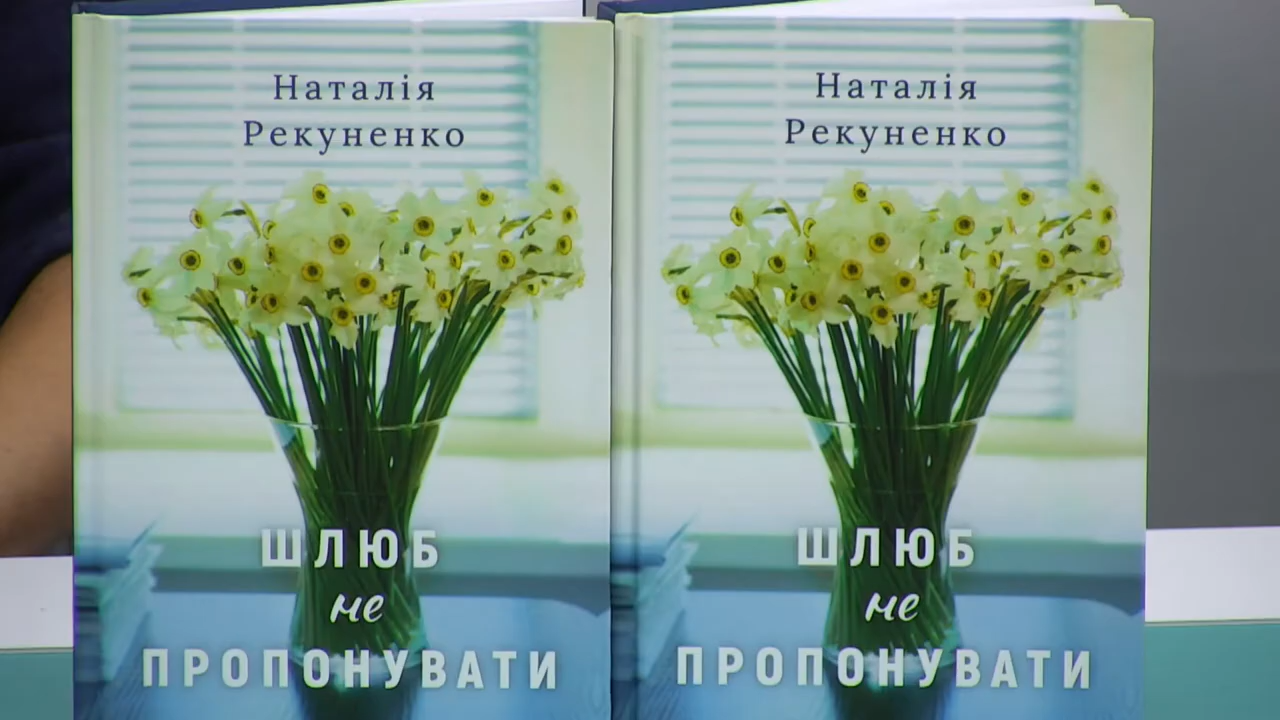 Наталія
Рекуненко
ШЛЮБ
не
ПРОПОНУВАТИ
Наталія
Рекуненко
ШЛЮБ
не
ПРОПОНУВАТИ